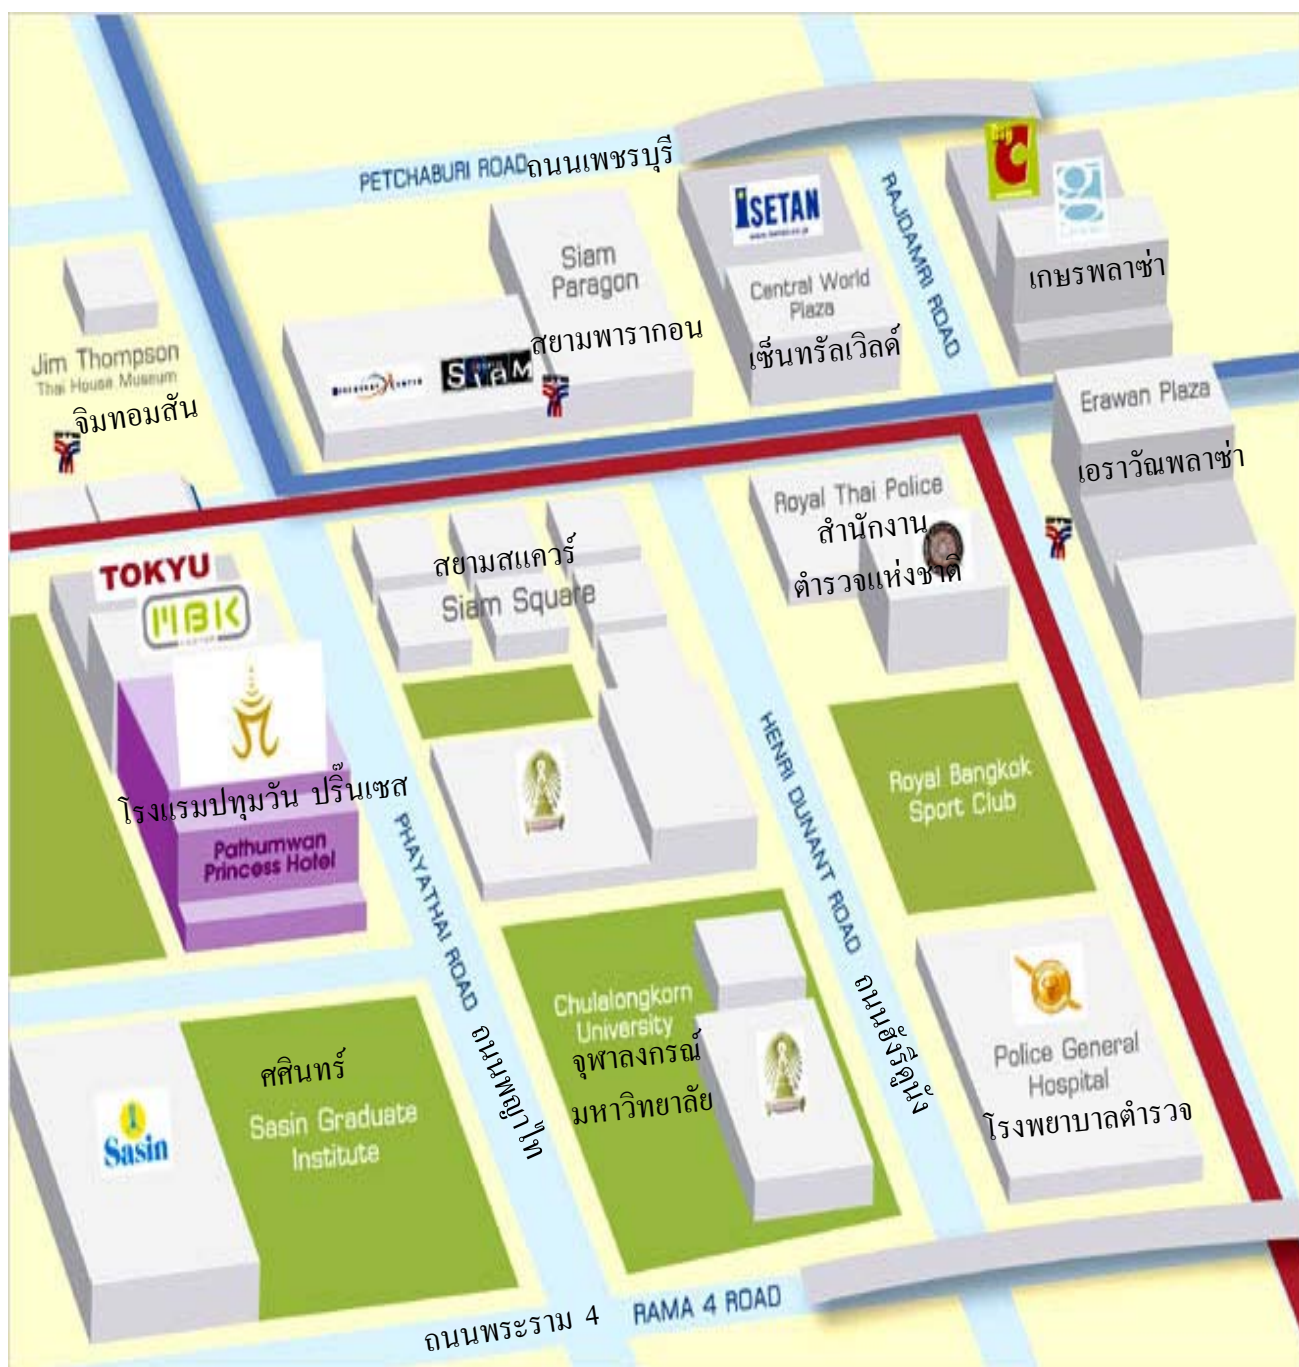 PETCHABURI ROAD ถนนเพชรบุรี
big
C
g
ISETAN
www.isetan.co.jp
RAJDAMRI ROAD
Siam
Paragon
สยามพารากอน
Central World
Plaza
เซ็นทรัลเวิลด์
เกษรพลาซ่า
Jim Thompson
Thai House Museum
จิมทอมสัน
DISCOVERY CENTER
SIAM
Erawan Plaza
เอราวัณพลาซ่า
Royal Thai Police
สำนักงาน
ตำรวจแห่งชาติ
สยามสแควร์
Siam Square
TOKYU
MBK
CENTER
โรงแรมปทุมวัน ปริ๊นเซส
Pathumwan
Princess Hotel
PHAYATHAI ROAD ถนนพญาไท
HENRI DUNANT ROAD ถนนฮังรีดูนัง
Royal Bangkok
Sport Club
Chulalongkorn
University
จุฬาลงกรณ์
มหาวิทยาลัย
Police General
Hospital
โรงพยาบาลตำรวจ
ศศินทร์
Sasin Graduate
Institute
Sasin
ถนนพระราม 4 RAMA 4 ROAD